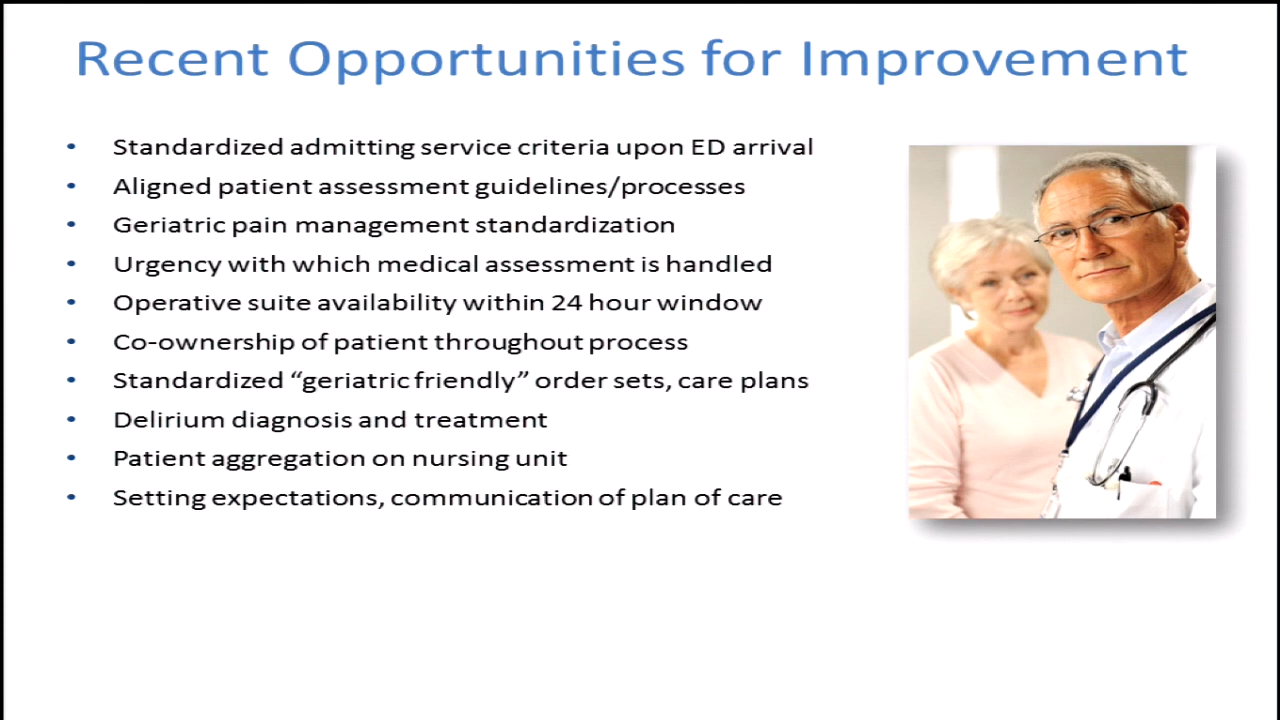 Recent Opportunities for Improvement
• Standardized admitting service criteria upon ED arrival
• Aligned patient assessment guidelines/processes
• Geriatric pain management standardization
• Urgency with which medical assessment is handled
• Operative suite availability within 24 hour window
• Co-ownership of patient throughout process
• Standardized “geriatric friendly” order sets, care plans
• Delirium diagnosis and treatment
• Patient aggregation on nursing unit
• Setting expectations, communication of plan of care